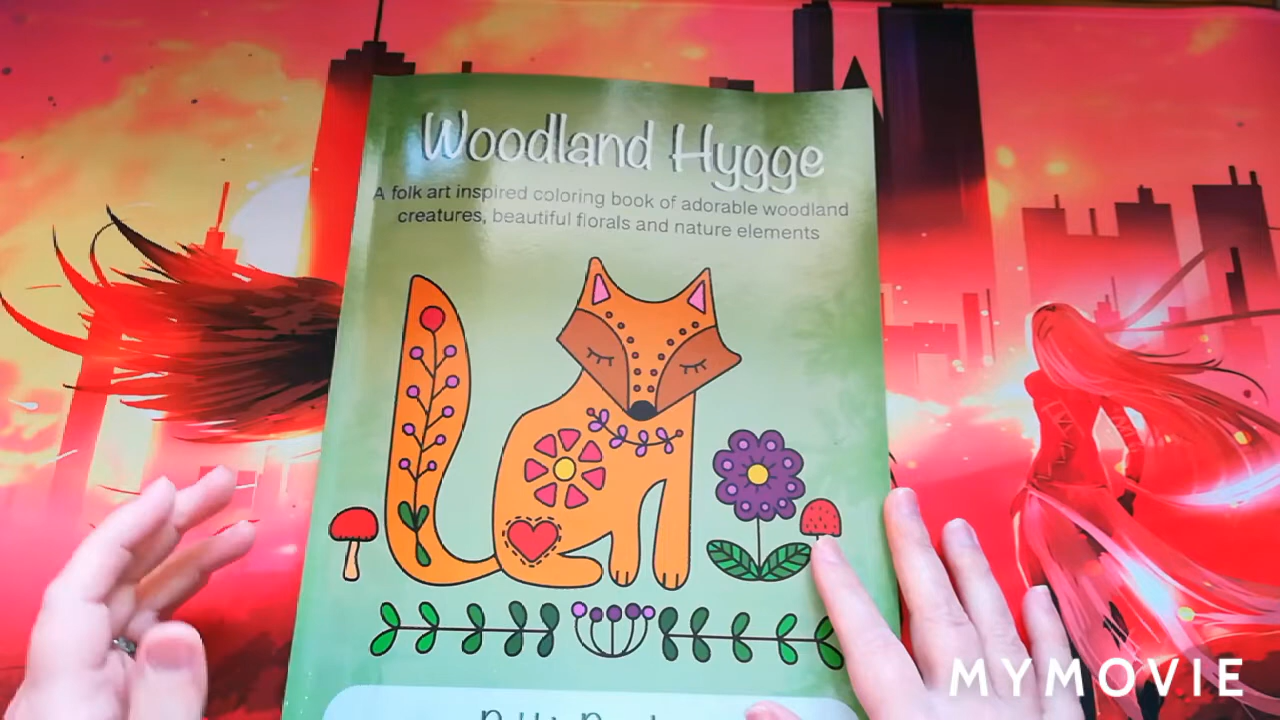 Woodland Hygge
A folk art inspired coloring book of adorable woodland
creatures, beautiful florals and nature elements
MYMOVIE